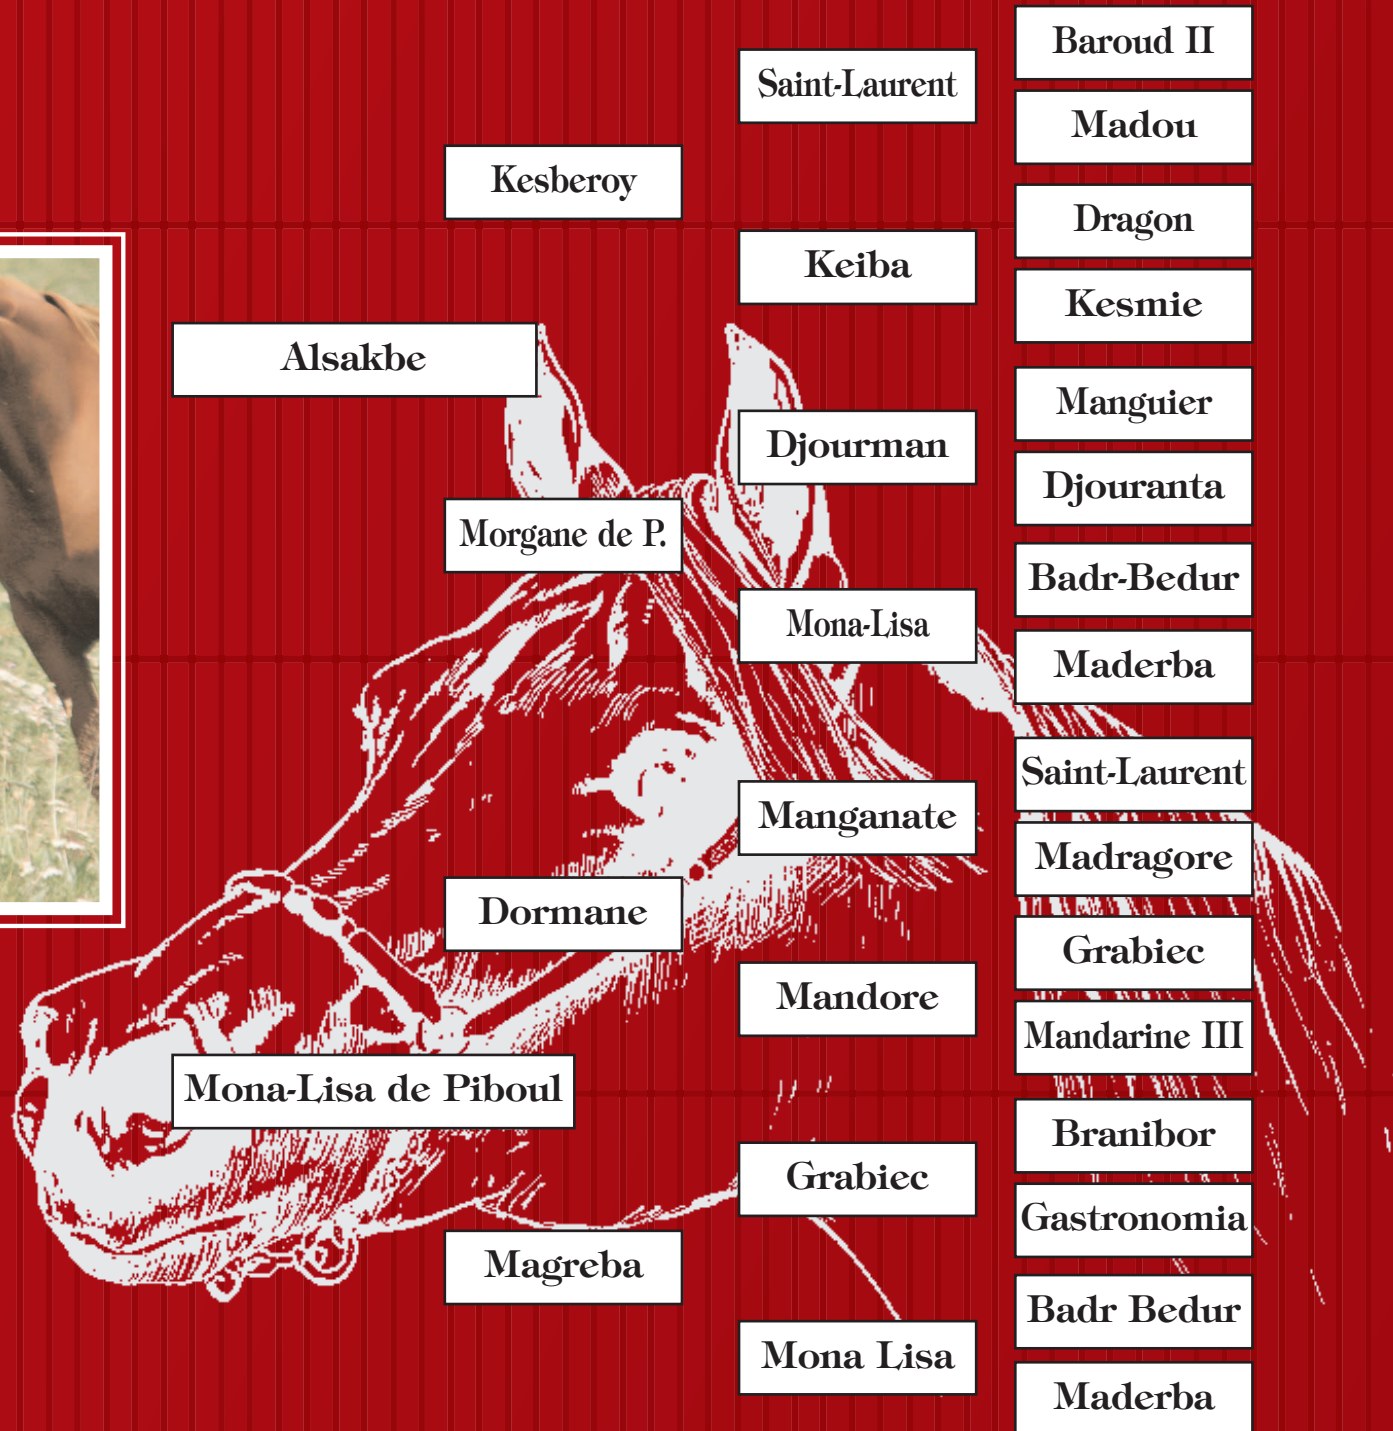 Baroud II
Saint-Laurent
Madou
Kesberoy
Dragon
Keiba
Kesmie
Alsakbe
Manguier
Djourman
Djouranta
Morgane de P.
Badr-Bedur
Mona-Lisa
Maderba
Saint-Laurent
Manganate
Madragore
Dormane
Grabiec
Mandore
Mandarine III
Mona-Lisa de Piboul
Branibor
Grabiec
Gastronomia
Magreba
Badr Bedur
Mona Lisa
Maderba